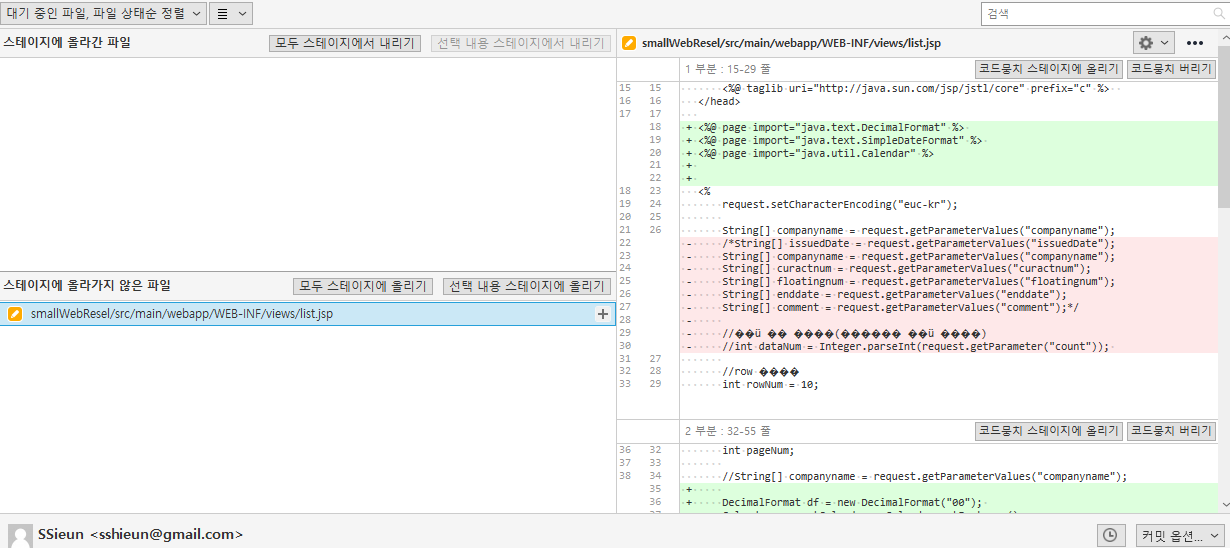 대기 중인 파일, 파일 상태순 정렬
검색
스테이지에 올라간 파일
모두 스테이지에서 내리기
선택 내용 스테이지에서 내리기
스테이지에 올라가지 않은 파일
모두 스테이지에 올리기
선택 내용 스테이지에 올리기
smallWebResel/src/main/webapp/WEB-INF/views/list.jsp
smallWebResel/src/main/webapp/WEB-INF/views/list.jsp
1 부분 : 15-29 줄
코드뭉치 스테이지에 올리기
코드뭉치 버리기
15 15 <%@ taglib uri="http://java.sun.com/jsp/jstl/core" prefix="c" %>
16 16 </head>
17 17
18 + <%@ page import="java.text.DecimalFormat" %>
19 + <%@ page import="java.text.SimpleDateFormat" %>
20 + <%@ page import="java.util.Calendar" %>
21 +
22 +
18 23 <%
19 24 request.setCharacterEncoding("euc-kr");
20 25
21 26 String[] companyname = request.getParameterValues("companyname");
22 - /*String[] issuedDate = request.getParameterValues("issuedDate");
23 - String[] companyname = request.getParameterValues("companyname");
24 - String[] curactnum = request.getParameterValues("curactnum");
25 - String[] floatingnum = request.getParameterValues("floatingnum");
26 - String[] enddate = request.getParameterValues("enddate");
27 - String[] comment = request.getParameterValues("comment");*/
28 -
29 - //��ü �� ����(������ ��ü ����)
30 - //int dataNum = Integer.parseInt(request.getParameter("count"));
31 27
32 28 //row ����
33 29 int rowNum = 10;
2 부분 : 32-55 줄
코드뭉치 스테이지에 올리기
코드뭉치 버리기
36 32 int pageNum;
37 33
38 34 //String[] companyname = request.getParameterValues("companyname");
35 +
36 + DecimalFormat df = new DecimalFormat("00");
SSieun <sshieun@gmail.com>
커밋 옵션...